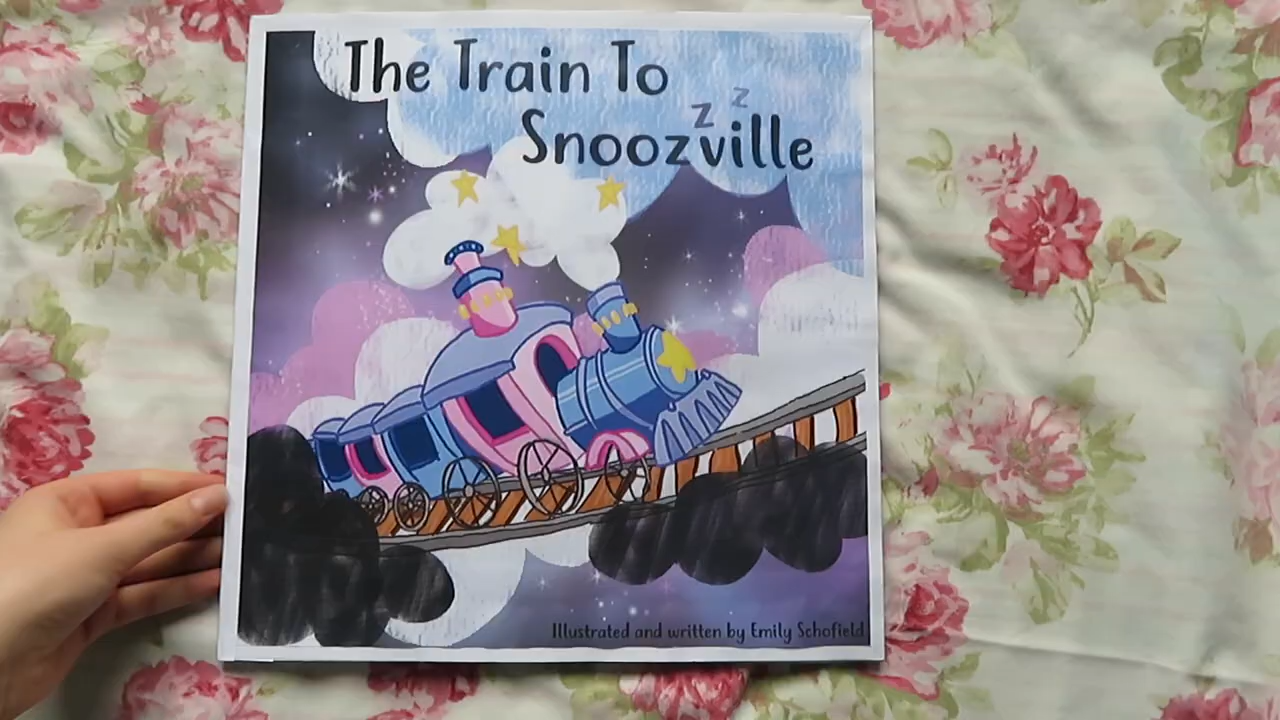 The Train To
z z
Snoozville
Illustrated and written by Emily Schofield